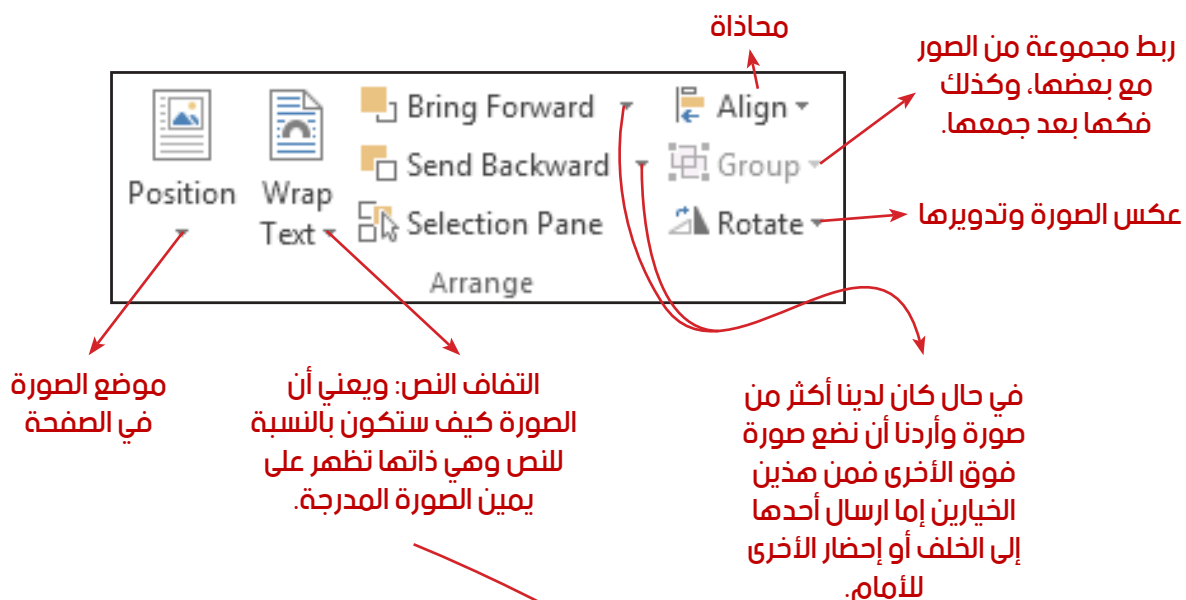 محاذاة
ربط مجموعة من الصور
مع بعضها، وكذلك
فكها بعد جمعها.
Bring Forward
Align
Send Backward
Group
Position
Wrap
Text
Selection Pane
Rotate
عكس الصورة وتدويرها
Arrange
موضع الصورة
في الصفحة
التفاف النص: ويعني أن
الصورة كيف ستكون بالنسبة
للنص وهي ذاتها تظهر على
يمين الصورة المدرجة.
في حال كان لدينا أكثر من
صورة وأردنا أن نضع صورة
فوق الأخرى فمن هذين
الخيارين إما ارسال أحدها
إلى الخلف أو إحضار الأخرى
للأمام.